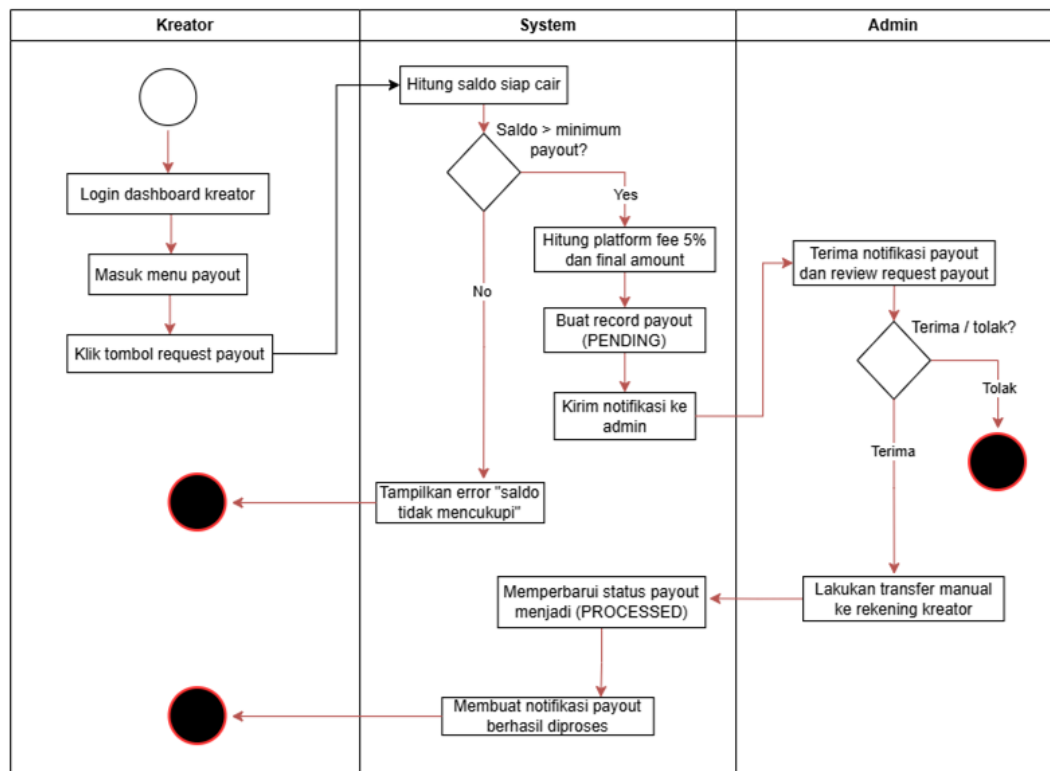 Kreator
System
Admin
Login dashboard kreator
Masuk menu payout
Klik tombol request payout
Hitung saldo siap cair
Saldo > minimum
payout?
Yes
No
Hitung platform fee 5%
dan final amount
Buat record payout
(PENDING)
Kirim notifikasi ke
admin
Tampilkan error "saldo
tidak mencukupi"
Terima notifikasi payout
dan review request payout
Terima / tolak?
Tolak
Terima
Lakukan transfer manual
ke rekening kreator
Memperbarui status payout
menjadi (PROCESSED)
Membuat notifikasi payout
berhasil diproses